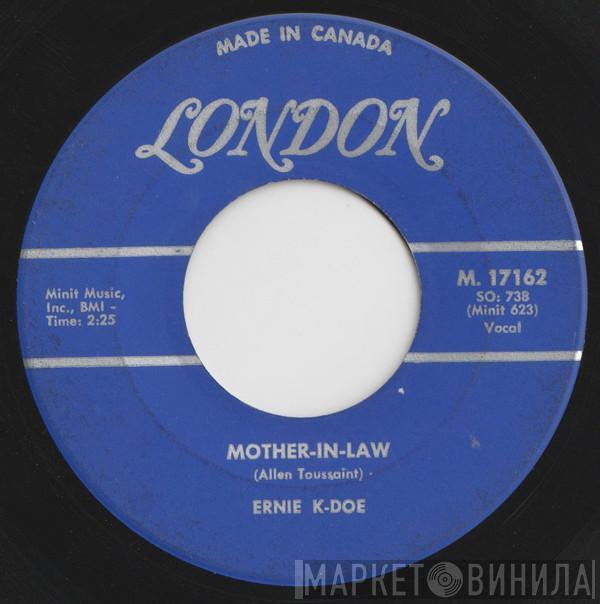 MADE IN CANADA
LONDON
Minit Music,
Inc., BMI -
Time: 2:25
M. 17162
SO: 738
(Minit 623)
Vocal
MOTHER-IN-LAW
(Allen Toussaint)
ERNIE K-DOE
МАРКЕТ ВИНИЛА